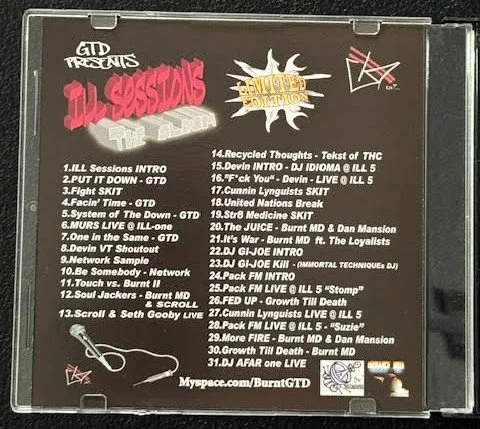 GTD
PRESENTS
ILL SESSIONS
THE ALBUM
LIMITED
EDITION
1.ILL Sessions INTRO
2.PUT IT DOWN - GTD
3.Fight SKIT
4.Facin' Time - GTD
5.System of The Down - GTD
6.MURS LIVE @ ILL-one
7.One in the Same - GTD
8.Devin VT Shoutout
9.Network Sample
10.Be Somebody - Network
11.Touch vs. Burnt II
12.Soul Jackers - Burnt MD
& SCROLL
13.Scroll & Seth Gooby LIVE
14.Recycled Thoughts - Tekst of THC
15.Devin INTRO - DJ IDIOMA @ ILL 5
16."F*ck You" - Devin - LIVE @ ILL 5
17.Cunnin Lynguists SKIT
18.United Nations Break
19.Str8 Medicine SKIT
20.The JUICE - Burnt MD & Dan Mansion
21.It's War - Burnt MD ft. The Loyalists
22.DJ GI-JOE INTRO
23.DJ GI-JOE Kill - (IMMORTAL TECHNIQUEs DJ)
24.Pack FM INTRO
25.Pack FM LIVE @ ILL 5 "Stomp"
26.FED UP - Growth Till Death
27.Cunnin Lynguists LIVE @ ILL 5
28.Pack FM LIVE @ ILL 5 - "Suzie"
29.More FIRE - Burnt MD & Dan Mansion
30.Growth Till Death - Burnt MD
31.DJ AFAR one LIVE
Myspace.com/BurntGTD